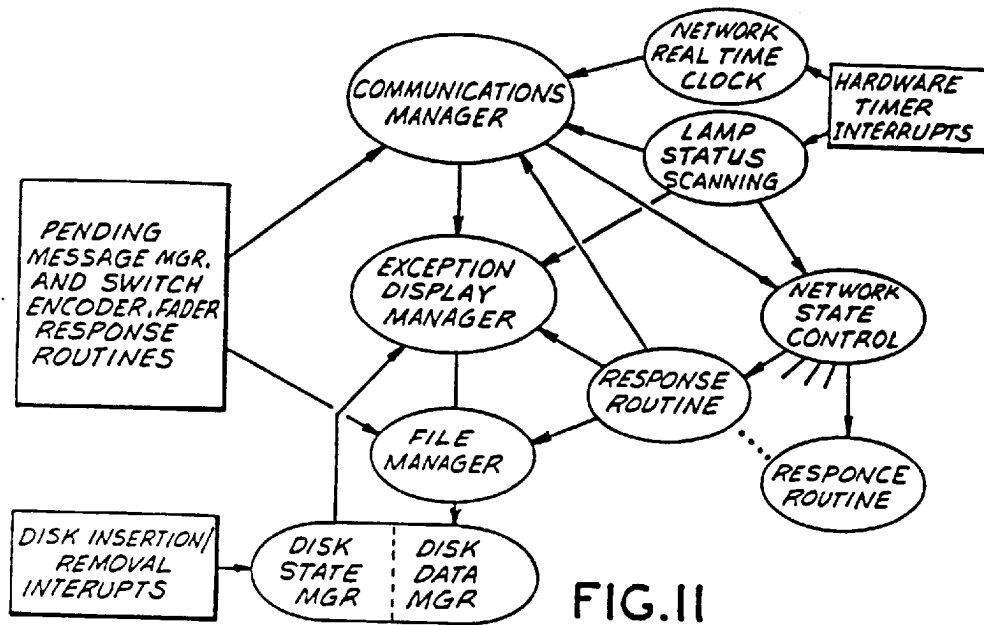 NETWORK
REAL TIME
CLOCK
HARDWARE
TIMER
INTERRUPTS
COMMUNICATIONS
MANAGER
LAMP
STATUS
SCANNING
PENDING
MESSAGE MGR.
AND SWITCH
ENCODER, FADER
RESPONSE
ROUTINES
EXCEPTION
DISPLAY
MANAGER
NETWORK
STATE
CONTROL
RESPONSE
ROUTINE
FILE
MANAGER
RESPONCE
ROUTINE
DISK INSERTION/
REMOVAL
INTERUPTS
DISK
STATE
MGR
DISK
DATA
MGR
FIG.11